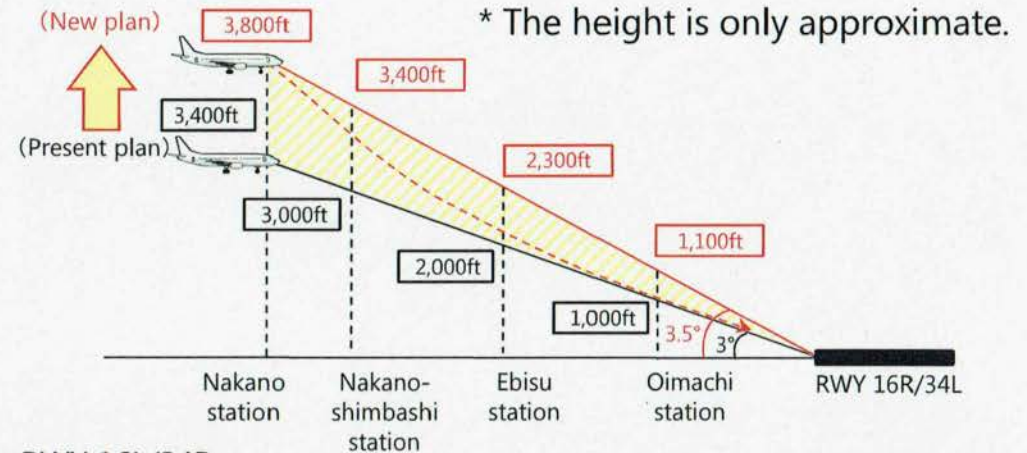 (New plan)
3,800ft
* The height is only approximate.
3,400ft
3,400ft
(Present plan)
2,300ft
3,000ft
1,100ft
2,000ft
1,000ft
3.5°
3°
Nakano
station
Nakano-
shimbashi
station
Ebisu
station
Oimachi
station
RWY 16R/34L